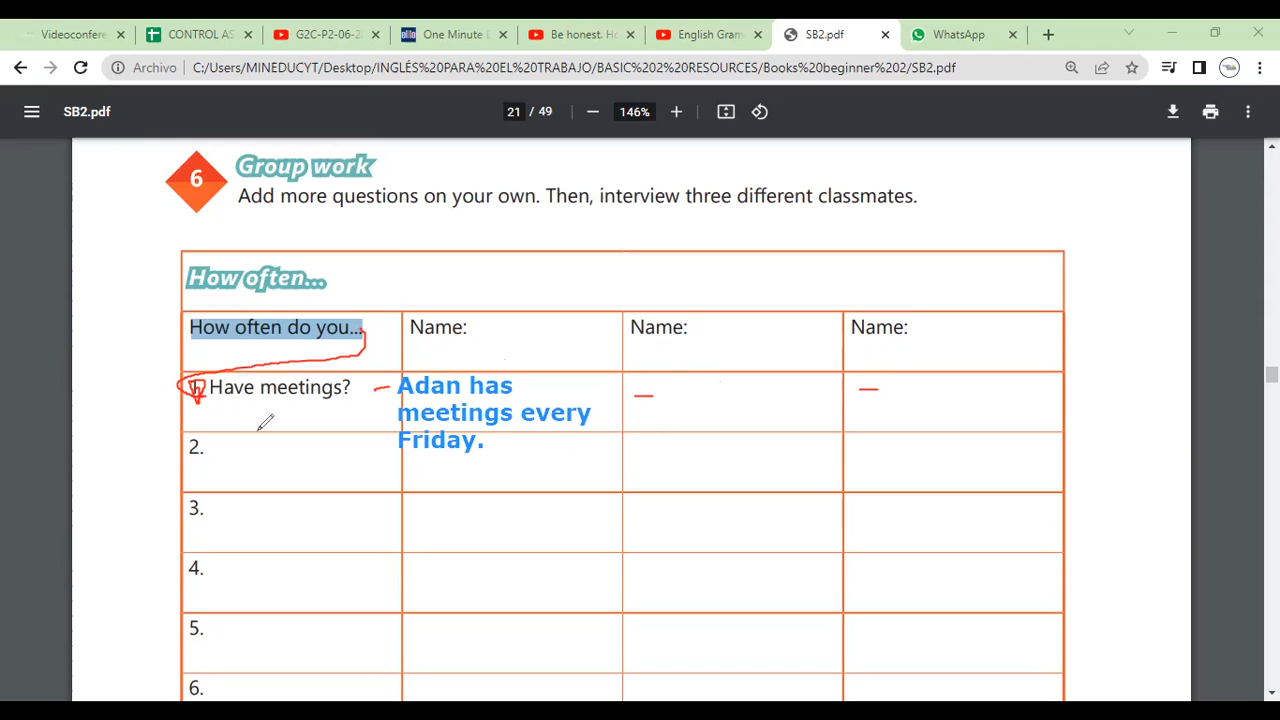 Videoconfere
CONTROL AS
G2C-P2-06-2
One Minute E
Be honest. Ho
English Gram
SB2.pdf
WhatsApp
Archivo
C:/Users/MINEDUCYT/Desktop/INGLÉS%20PARA%20EL%20TRABAJO/BASIC%202%20RESOURCES/Books%20beginner%202/SB2.pdf
SB2.pdf
21 / 49
146%
6
Group work
Add more questions on your own. Then, interview three different classmates.
How often...
How often do you...
Name:
Name:
Name:
1. Have meetings?
Adan has
meetings every
Friday.
2.
3.
4.
5.
6.